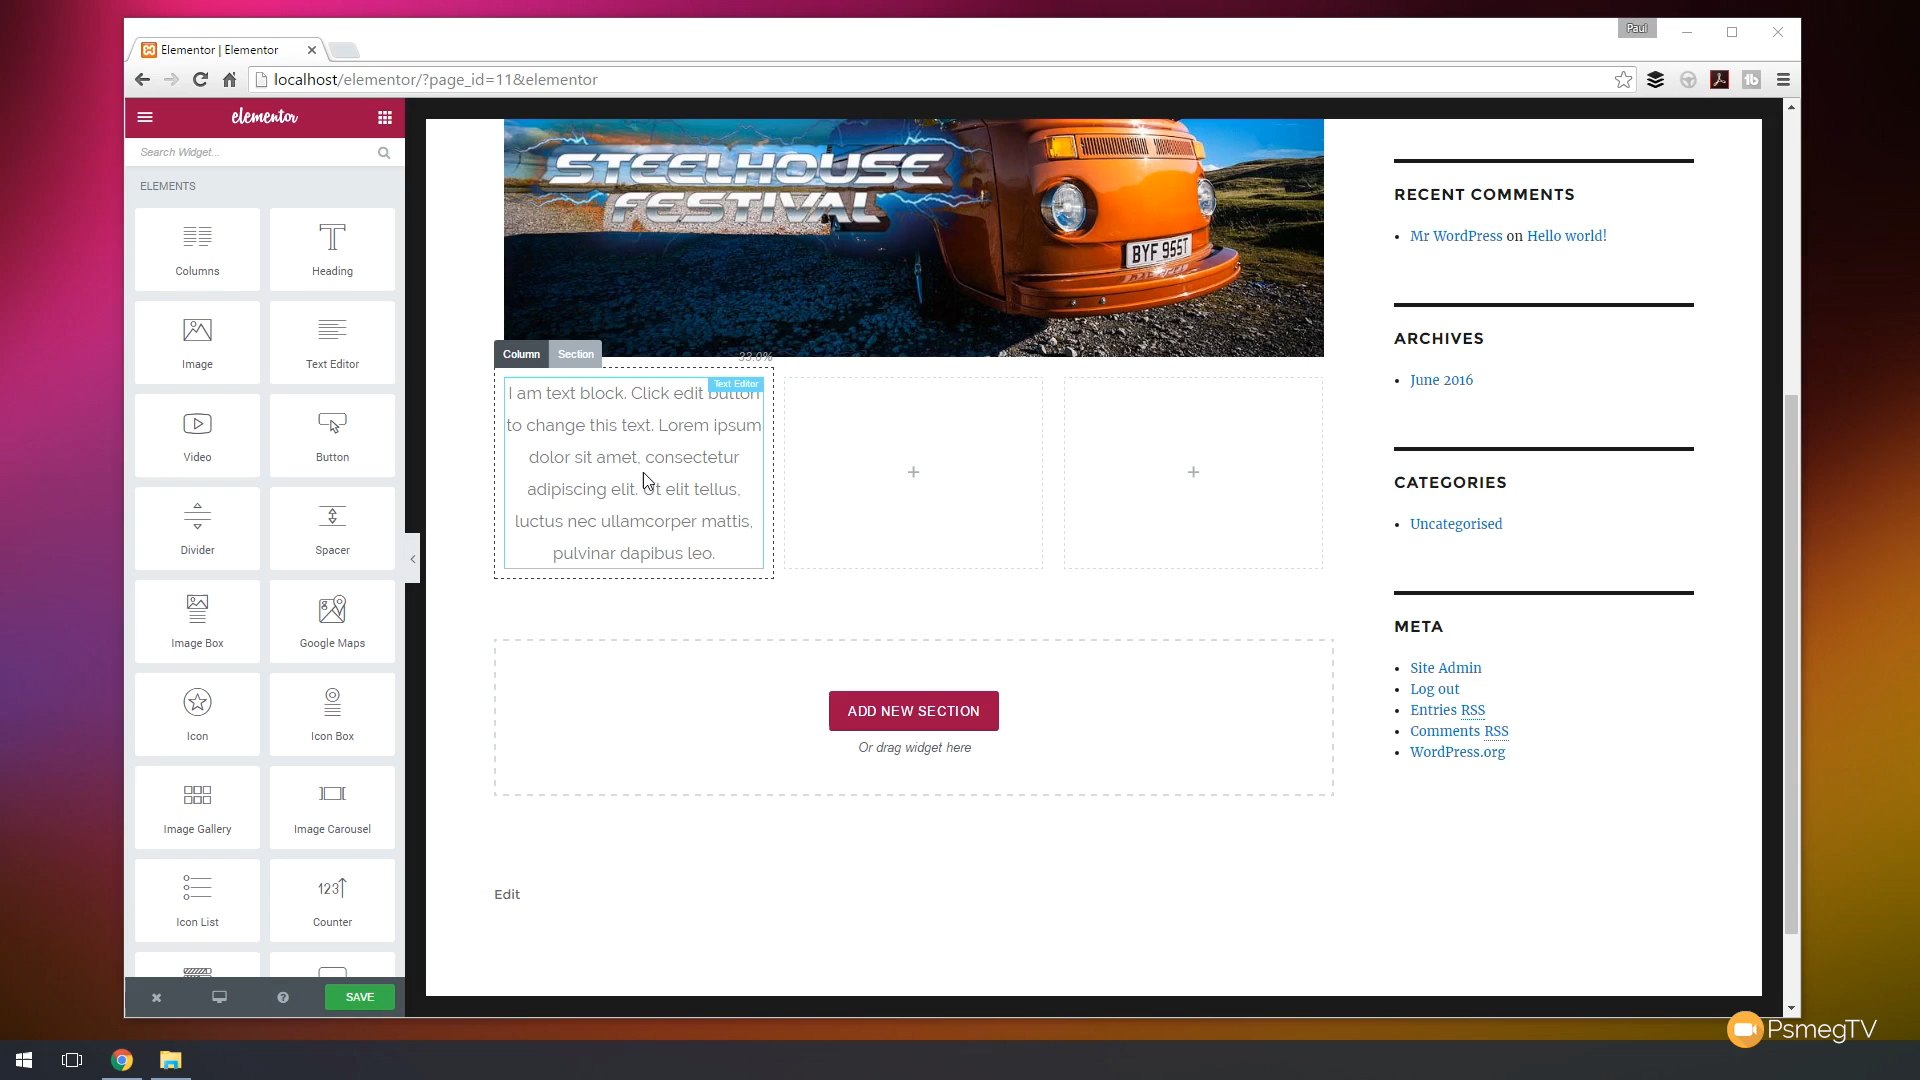 Paul
Elementor | Elementor
localhost/elementor/?page_id=11&elementor
elementor
Search Widget...
ELEMENTS
Columns
Heading
Image
Text Editor
Video
Button
Divider
Spacer
Image Box
Google Maps
Icon
Icon Box
Image Gallery
Image Carousel
Icon List
123
Counter
SAVE
STEELHOUSE
FESTIVAL
BYF 955T
Column
Section
33.0%
Text Editor
I am text block. Click edit button
to change this text. Lorem ipsum
dolor sit amet, consectetur
adipiscing elit. Ut elit tellus,
luctus nec ullamcorper mattis,
pulvinar dapibus leo.
+
+
ADD NEW SECTION
Or drag widget here
Edit
RECENT COMMENTS
Mr WordPress on Hello world!
ARCHIVES
June 2016
CATEGORIES
Uncategorised
META
Site Admin
Log out
Entries RSS
Comments RSS
WordPress.org
PsmegTV